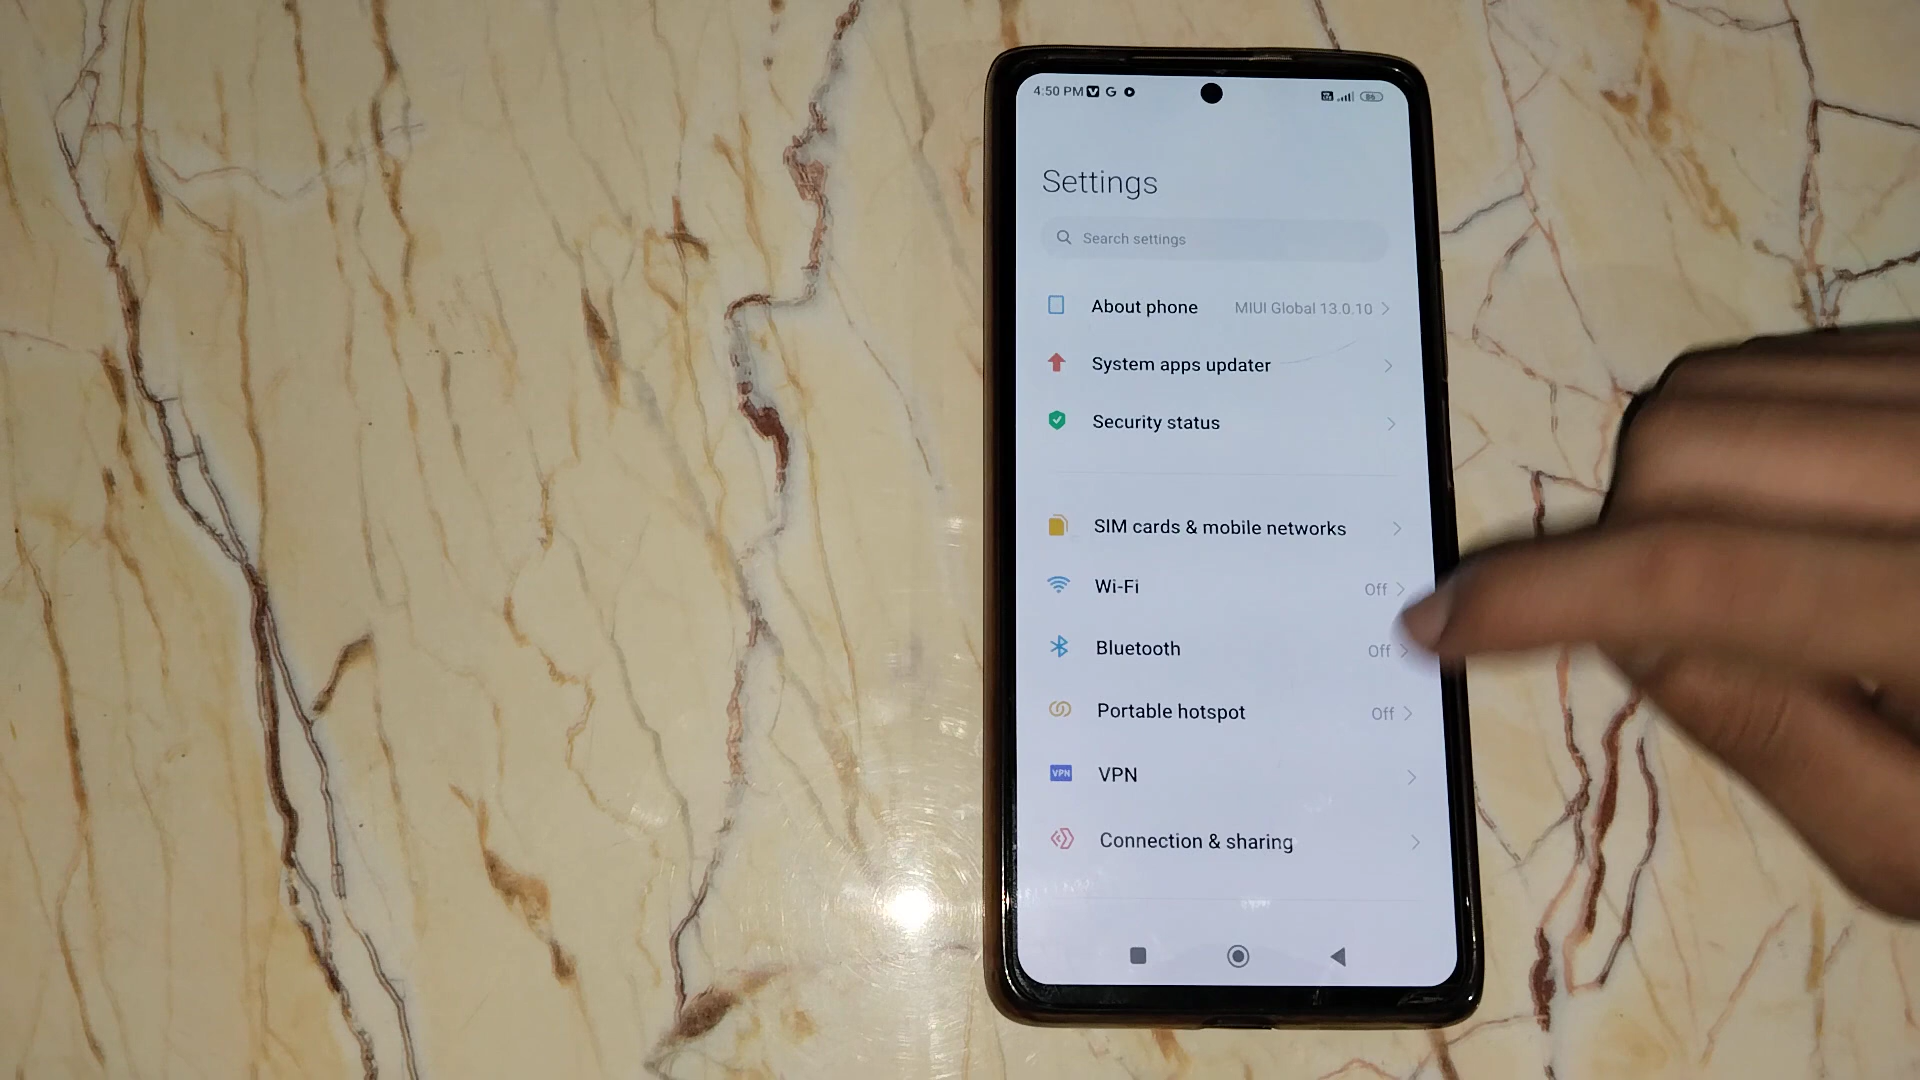 4:50 PM G
86
Settings
Search settings
About phone MIUI Global 13.0.10
System apps updater
Security status
SIM cards & mobile networks
Wi-Fi Off
Bluetooth Off
Portable hotspot Off
VPN VPN
Connection & sharing